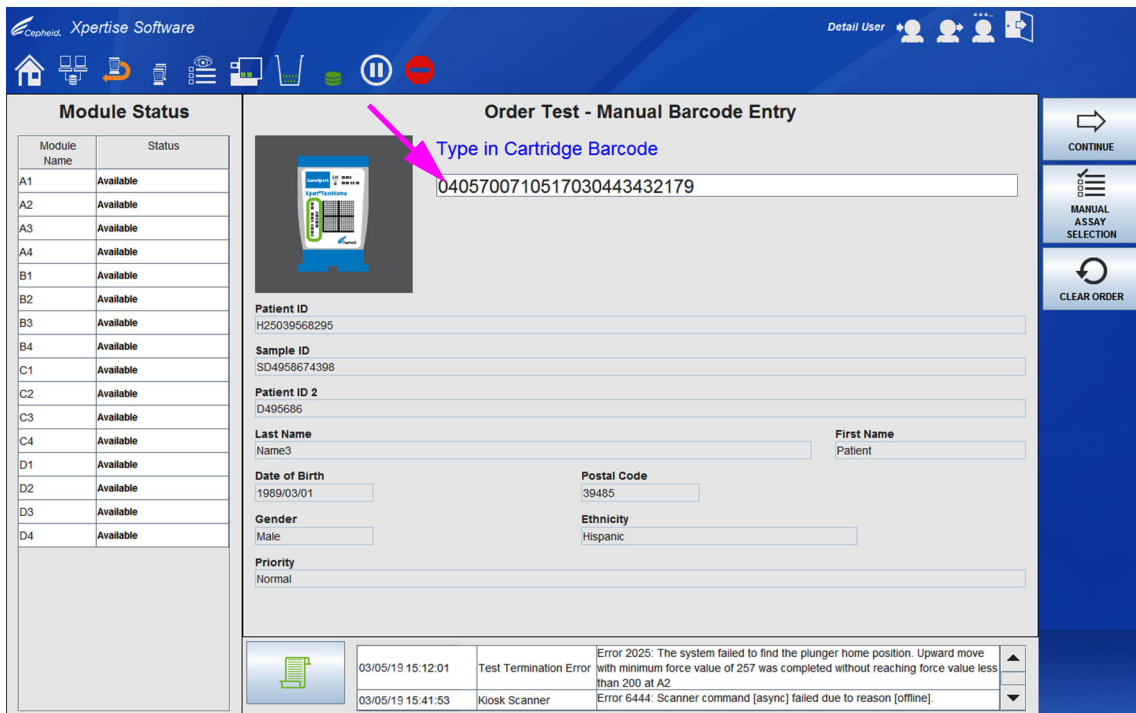 Cepheid. Xpertise Software
Detail User
Module Status
Module Name
Status
A1 Available
A2 Available
A3 Available
A4 Available
B1 Available
B2 Available
B3 Available
B4 Available
C1 Available
C2 Available
C3 Available
C4 Available
D1 Available
D2 Available
D3 Available
D4 Available
Order Test - Manual Barcode Entry
Type in Cartridge Barcode
0405700710517030443432179
GeneXpert
Xpert®TestName
Cepheid
Patient ID
H25039568295
Sample ID
SD4958674398
Patient ID 2
D495686
Last Name
First Name
Name3
Patient
Date of Birth
Postal Code
1989/03/01
39485
Gender
Ethnicity
Male
Hispanic
Priority
Normal
03/05/19 15:12:01 Test Termination Error Error 2025: The system failed to find the plunger home position. Upward move
with minimum force value of 257 was completed without reaching force value less
than 200 at A2
03/05/19 15:41:53 Kiosk Scanner Error 6444: Scanner command [async] failed due to reason [offline].
CONTINUE
MANUAL
ASSAY
SELECTION
CLEAR ORDER